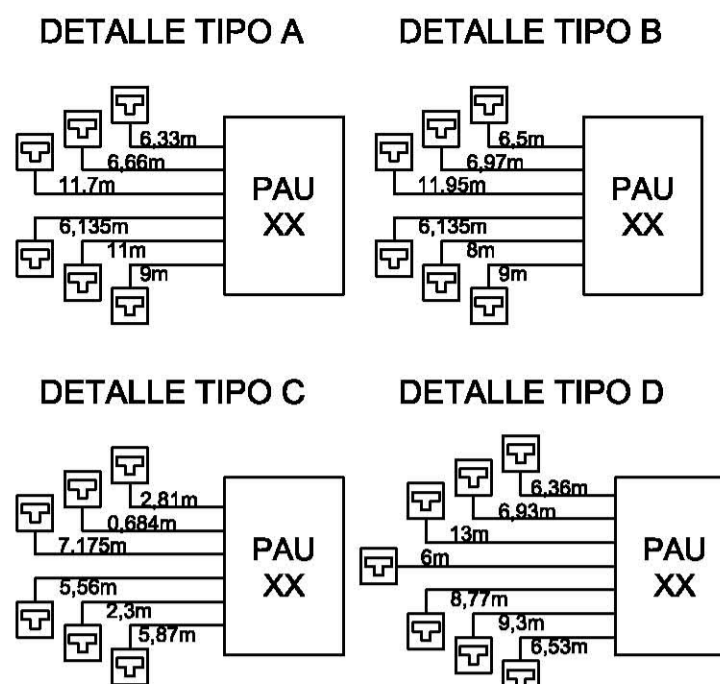 DETALLE TIPO A
6,33m
6,66m
11.7m
PAU
XX
6,135m
11m
9m
DETALLE TIPO B
6,5m
6,97m
11.95m
PAU
XX
6,135m
8m
9m
DETALLE TIPO C
2,81m
0,684m
7.175m
PAU
XX
5,56m
2,3m
5,87m
DETALLE TIPO D
6,36m
6,93m
13m
6m
PAU
XX
8,77m
9,3m
6,53m